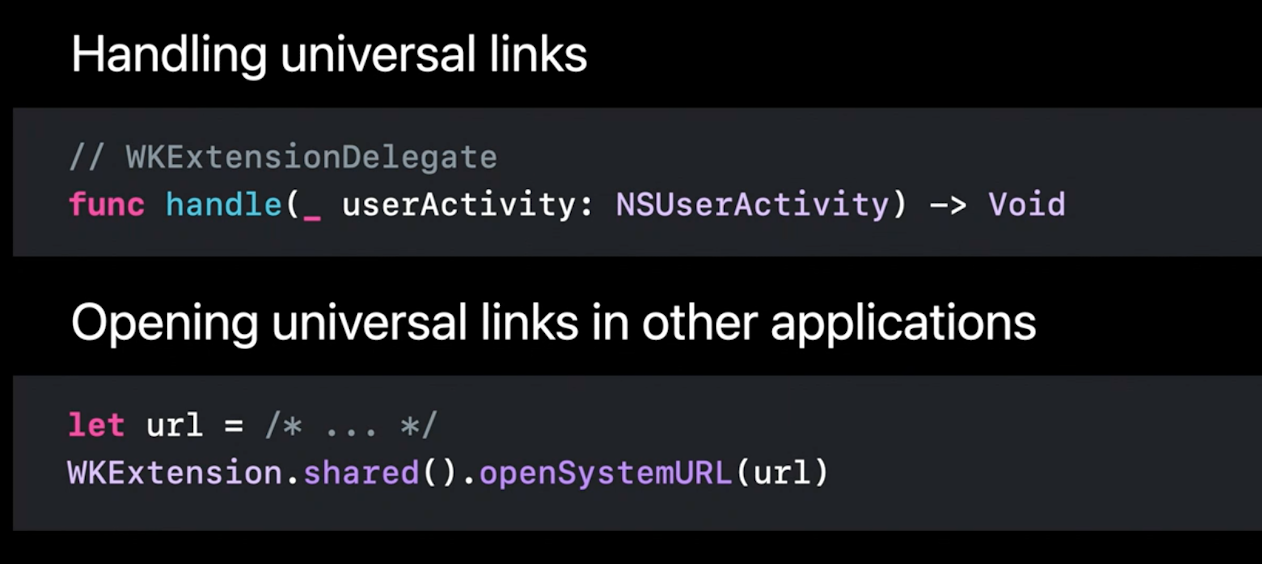 Handling universal links
// WKExtensionDelegate
func handle(_ userActivity: NSUserActivity) -> Void
Opening universal links in other applications
let url = /* ... */
WKExtension.shared().openSystemURL(url)